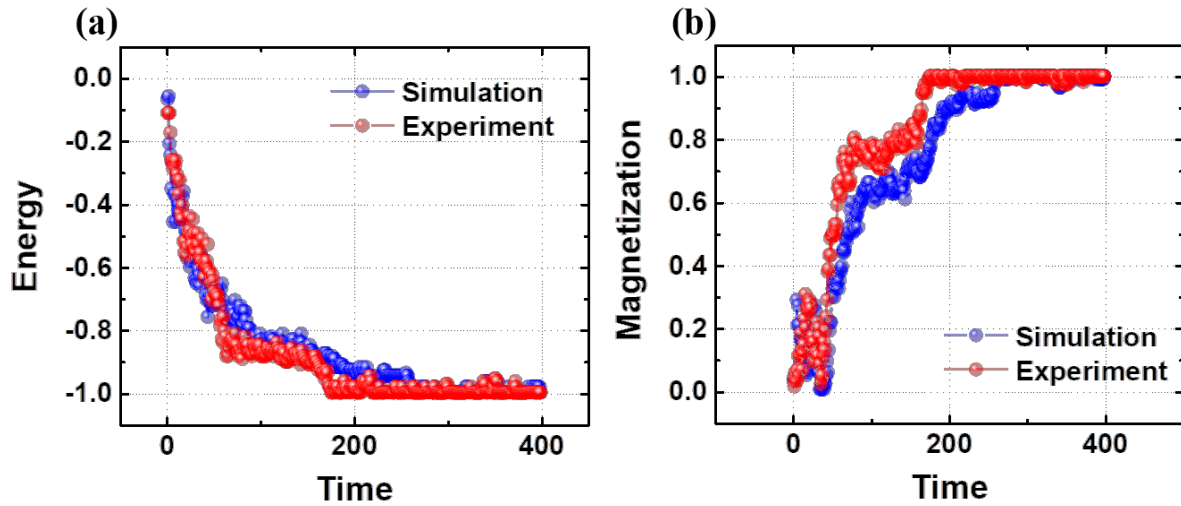 (a)
Energy
0.0
-0.2
-0.4
-0.6
-0.8
-1.0
Simulation
Experiment
0
200
400
Time
(b)
Magnetization
1.0
0.8
0.6
0.4
0.2
0.0
Simulation
Experiment
0
200
400
Time